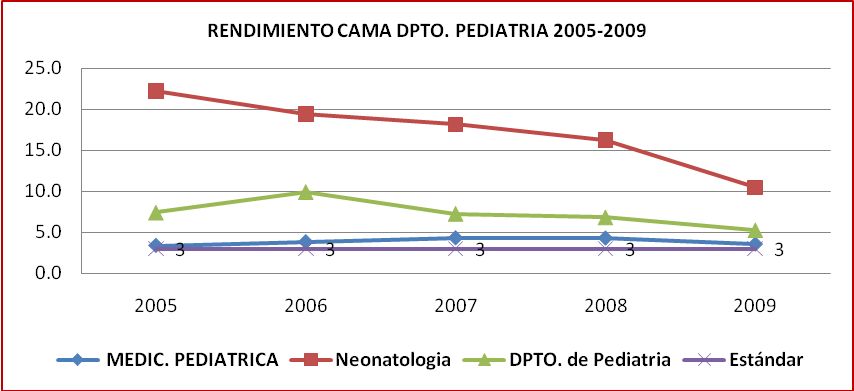 RENDIMIENTO CAMA DPTO. PEDIATRIA 2005-2009
25.0
20.0
15.0
10.0
5.0
0.0
3 3 3 3 3
2005 2006 2007 2008 2009
MEDIC. PEDIATRICA Neonatologia DPTO. de Pediatria Estándar